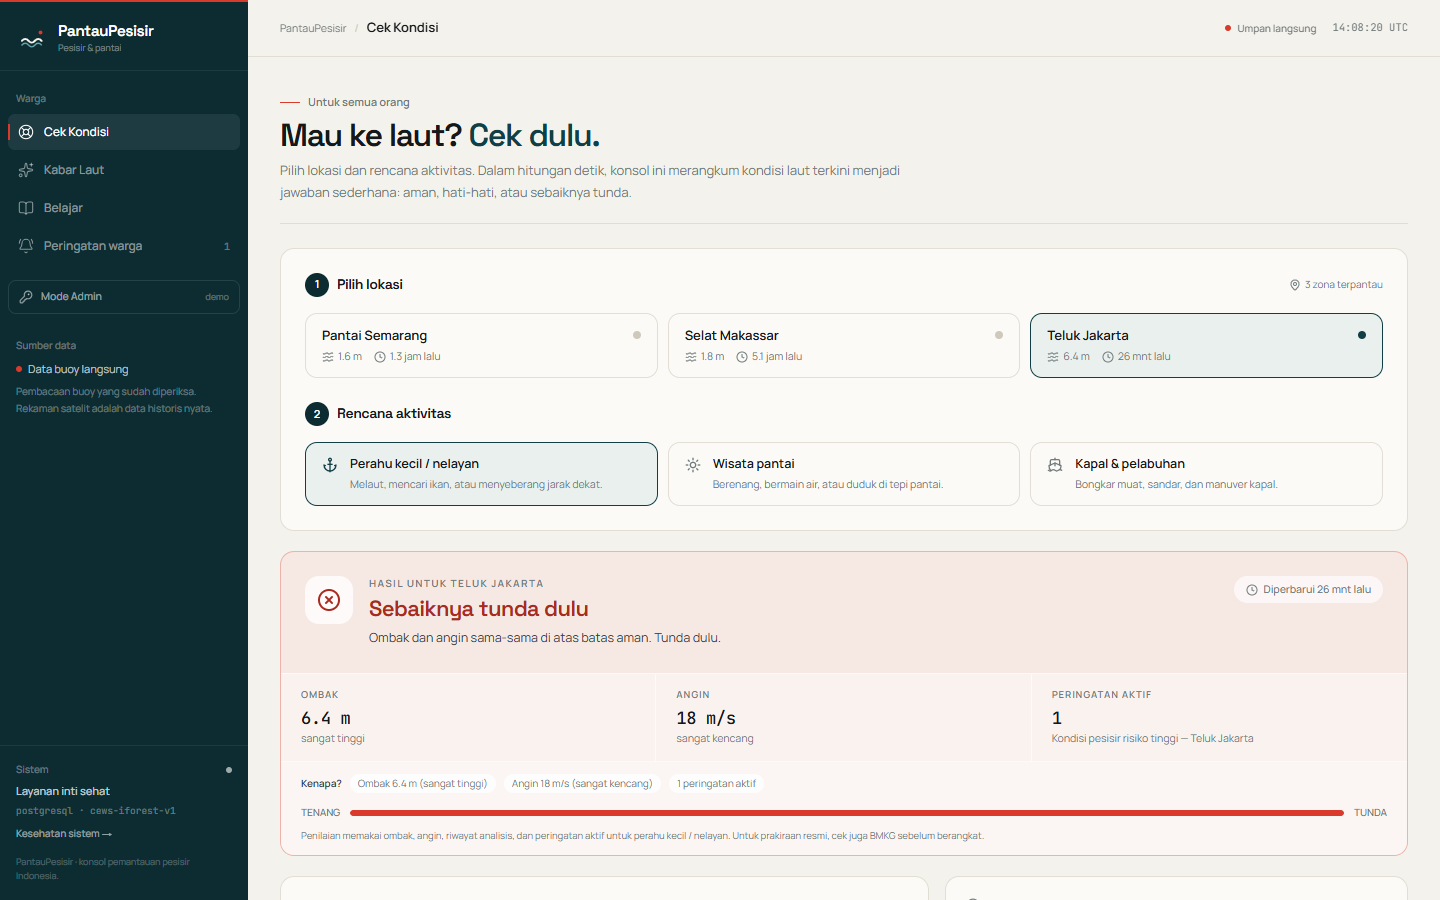 PantauPesisir
Pesisir & pantai
Warga
Cek Kondisi
Kabar Laut
Belajar
Peringatan warga 1
Mode Admin demo
Sumber data
Data buoy langsung
Pembacaan buoy yang sudah diperiksa.
Rekaman satelit adalah data historis nyata.
Sistem
Layanan inti sehat
postgresql · cews-iforest-v1
Kesehatan sistem →
PantauPesisir · konsol pemantauan pesisir
Indonesia.
PantauPesisir / Cek Kondisi
Umpan langsung 14:08:20 UTC
Untuk semua orang
Mau ke laut? Cek dulu.
Pilih lokasi dan rencana aktivitas. Dalam hitungan detik, konsol ini merangkum kondisi laut terkini menjadi
jawaban sederhana: aman, hati-hati, atau sebaiknya tunda.
1 Pilih lokasi
3 zona terpantau
Pantai Semarang
1.6 m 1.3 jam lalu
Selat Makassar
1.8 m 5.1 jam lalu
Teluk Jakarta
6.4 m 26 mnt lalu
2 Rencana aktivitas
Perahu kecil / nelayan
Melaut, mencari ikan, atau menyeberang jarak dekat.
Wisata pantai
Berenang, bermain air, atau duduk di tepi pantai.
Kapal & pelabuhan
Bongkar muat, sandar, dan manuver kapal.
HASIL UNTUK TELUK JAKARTA
Sebaiknya tunda dulu
Ombak dan angin sama-sama di atas batas aman. Tunda dulu.
Diperbarui 26 mnt lalu
OMBAK
6.4 m
sangat tinggi
ANGIN
18 m/s
sangat kencang
PERINGATAN AKTIF
1
Kondisi pesisir risiko tinggi — Teluk Jakarta
Kenapa? Ombak 6.4 m (sangat tinggi) Angin 18 m/s (sangat kencang) 1 peringatan aktif
TENANG TUNDA
Penilaian memakai ombak, angin, riwayat analisis, dan peringatan aktif untuk perahu kecil / nelayan. Untuk prakiraan resmi, cek juga BMKG sebelum berangkat.